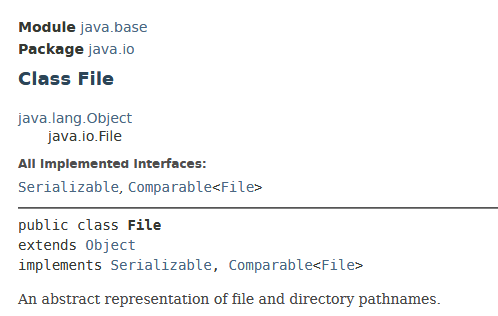 Module java.base
Package java.io
Class File
java.lang.Object
java.io.File
All Implemented Interfaces:
Serializable, Comparable<File>
public class File
extends Object
implements Serializable, Comparable<File>
An abstract representation of file and directory pathnames.